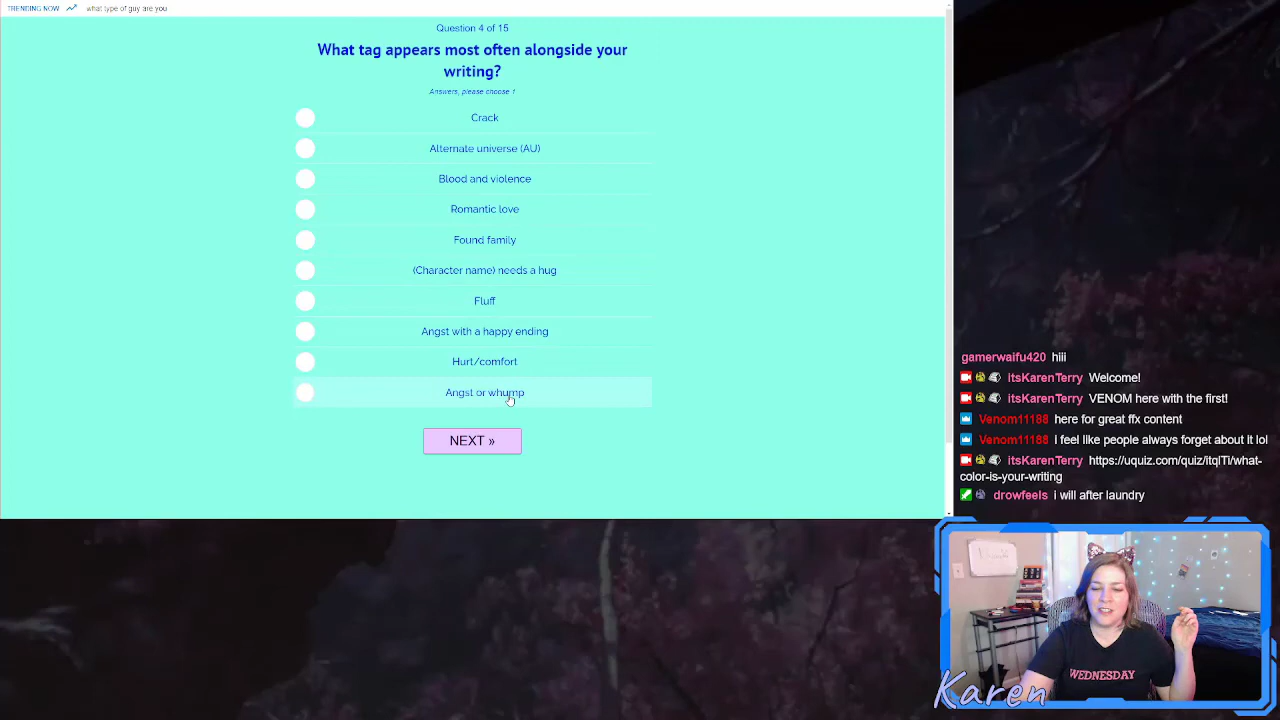 TRENDING NOW what type of guy are you
Question 4 of 15
What tag appears most often alongside your
writing?
Answers, please choose 1
Crack
Alternate universe (AU)
Blood and violence
Romantic love
Found family
(Character name) needs a hug
Fluff
Angst with a happy ending
Hurt/comfort
Angst or whump
NEXT »
gamerwaifu420 hiii
itsKarenTerry Welcome!
itsKarenTerry VENOM here with the first!
Venom11188 here for great ffx content
Venom11188 i feel like people always forget about it lol
itsKarenTerry https://uquiz.com/quiz/itqlTi/what-
color-is-your-writing
drowfeels i will after laundry
WEDNESDAY
Karen